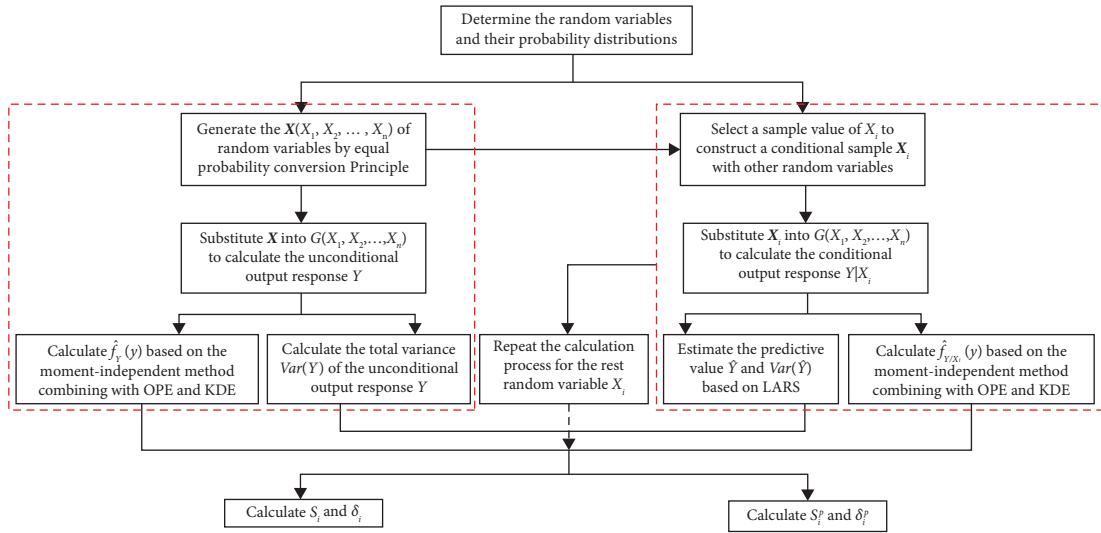 Determine the random variables
and their probability distributions
Generate the X(X₁, X₂, … , Xₙ) of
random variables by equal
probability conversion Principle
Select a sample value of Xᵢ to
construct a conditional sample Xᵢ
with other random variables
Substitute X into G(X₁, X₂,…,Xₙ)
to calculate the unconditional
output response Y
Substitute Xᵢ into G(X₁, X₂,…,Xₙ)
to calculate the conditional
output response Y|Xᵢ
Calculate f̂_Y (y) based on the
moment-independent method
combining with OPE and KDE
Calculate the total variance
Var(Y) of the unconditional
output response Y
Repeat the calculation
process for the rest
random variable Xᵢ
Estimate the predictive
value Ŷ and Var(Ŷ)
based on LARS
Calculate f̂_{Y/Xᵢ} (y) based on the
moment-independent method
combining with OPE and KDE
Calculate Sᵢ and δᵢ
Calculate Sᵢᵖ and δᵢᵖ